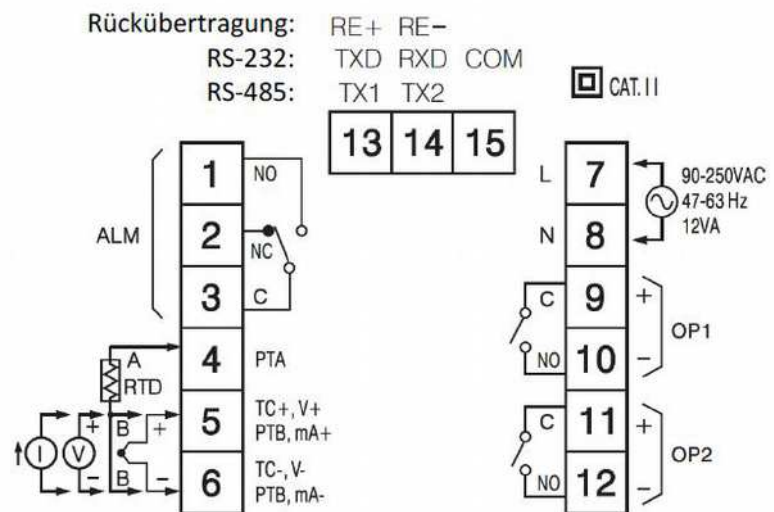 Rückübertragung: RE+ RE−
RS-232: TXD RXD COM
RS-485: TX1 TX2
CAT.II
13 14 15
ALM
1 NO
2 NC
3 C
4 PTA
A
RTD
5 TC+, V+
PTB, mA+
6 TC-, V-
PTB, mA-
I
V
+
−
B
B
+
−
L 7
N 8
90-250VAC
47-63 Hz
12VA
C 9 +
NO 10 −
OP1
C 11 +
NO 12 −
OP2